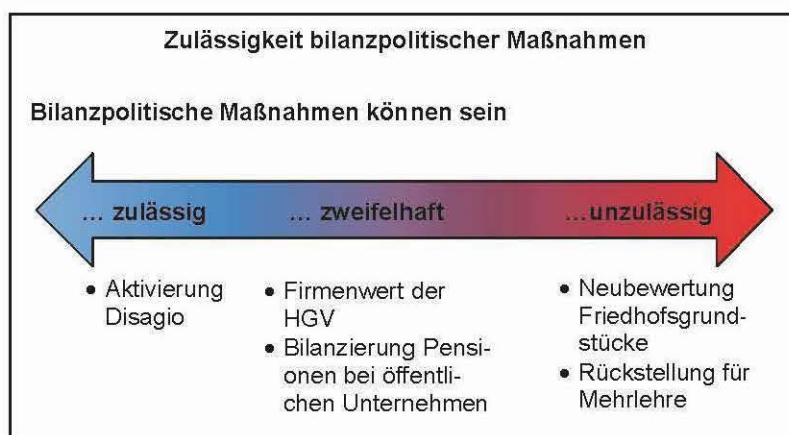 Zulässigkeit bilanzpolitischer Maßnahmen
Bilanzpolitische Maßnahmen können sein
… zulässig
… zweifelhaft
…unzulässig
• Aktivierung
Disagio
• Firmenwert der
HGV
• Bilanzierung Pensi-
onen bei öffentli-
chen Unternehmen
• Neubewertung
Friedhofsgrund-
stücke
• Rückstellung für
Mehrlehre